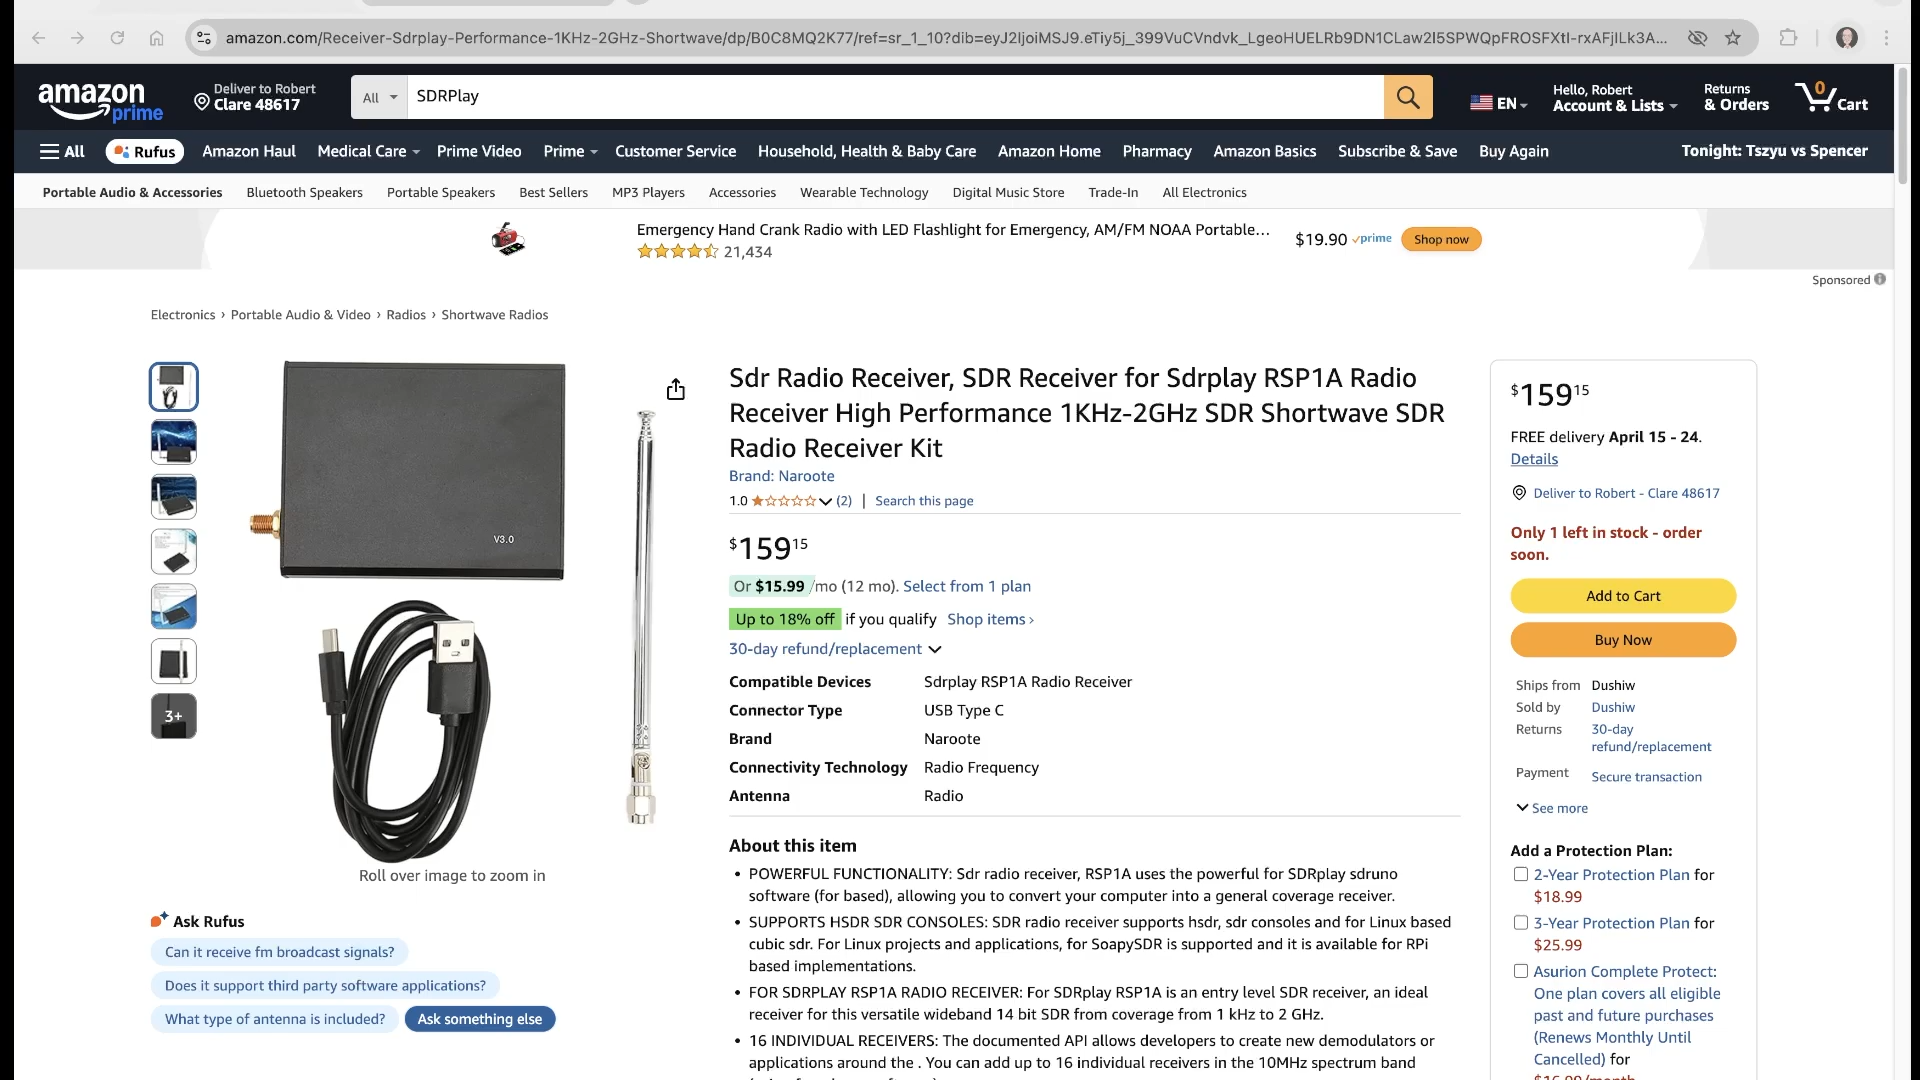 amazon.com/Receiver-Sdrplay-Performance-1KHz-2GHz-Shortwave/dp/B0C8MQ2K77/ref=sr_1_10?dib=eyJ2IjoiMSJ9.eTiy5j_399VuCVndvk_LgeoHUELRb9DN1CLaw2I5SPWQpFROSFXtI-rxAFjILk3A...
amazon prime
Deliver to Robert
Clare 48617
All
SDRPlay
EN
Hello, Robert
Account & Lists
Returns
& Orders
0
Cart
All
Rufus
Amazon Haul
Medical Care
Prime Video
Prime
Customer Service
Household, Health & Baby Care
Amazon Home
Pharmacy
Amazon Basics
Subscribe & Save
Buy Again
Tonight: Tszyu vs Spencer
Portable Audio & Accessories
Bluetooth Speakers
Portable Speakers
Best Sellers
MP3 Players
Accessories
Wearable Technology
Digital Music Store
Trade-In
All Electronics
Emergency Hand Crank Radio with LED Flashlight for Emergency, AM/FM NOAA Portable...
21,434
$19.90 prime
Shop now
Sponsored
Electronics › Portable Audio & Video › Radios › Shortwave Radios
V3.0
3+
Roll over image to zoom in
Ask Rufus
Can it receive fm broadcast signals?
Does it support third party software applications?
What type of antenna is included?
Ask something else
Sdr Radio Receiver, SDR Receiver for Sdrplay RSP1A Radio
Receiver High Performance 1KHz-2GHz SDR Shortwave SDR
Radio Receiver Kit
Brand: Naroote
1.0 (2) | Search this page
$159 15
Or $15.99 /mo (12 mo). Select from 1 plan
Up to 18% off if you qualify Shop items ›
30-day refund/replacement
Compatible Devices Sdrplay RSP1A Radio Receiver
Connector Type USB Type C
Brand Naroote
Connectivity Technology Radio Frequency
Antenna Radio
About this item
• POWERFUL FUNCTIONALITY: Sdr radio receiver, RSP1A uses the powerful for SDRplay sdruno
software (for based), allowing you to convert your computer into a general coverage receiver.
• SUPPORTS HSDR SDR CONSOLES: SDR radio receiver supports hsdr, sdr consoles and for Linux based
cubic sdr. For Linux projects and applications, for SoapySDR is supported and it is available for RPi
based implementations.
• FOR SDRPLAY RSP1A RADIO RECEIVER: For SDRplay RSP1A is an entry level SDR receiver, an ideal
receiver for this versatile wideband 14 bit SDR from coverage from 1 kHz to 2 GHz.
• 16 INDIVIDUAL RECEIVERS: The documented API allows developers to create new demodulators or
applications around the . You can add up to 16 individual receivers in the 10MHz spectrum band
$159 15
FREE delivery April 15 - 24.
Details
Deliver to Robert - Clare 48617
Only 1 left in stock - order
soon.
Add to Cart
Buy Now
Ships from Dushiw
Sold by Dushiw
Returns 30-day
refund/replacement
Payment Secure transaction
See more
Add a Protection Plan:
2-Year Protection Plan for
$18.99
3-Year Protection Plan for
$25.99
Asurion Complete Protect:
One plan covers all eligible
past and future purchases
(Renews Monthly Until
Cancelled) for